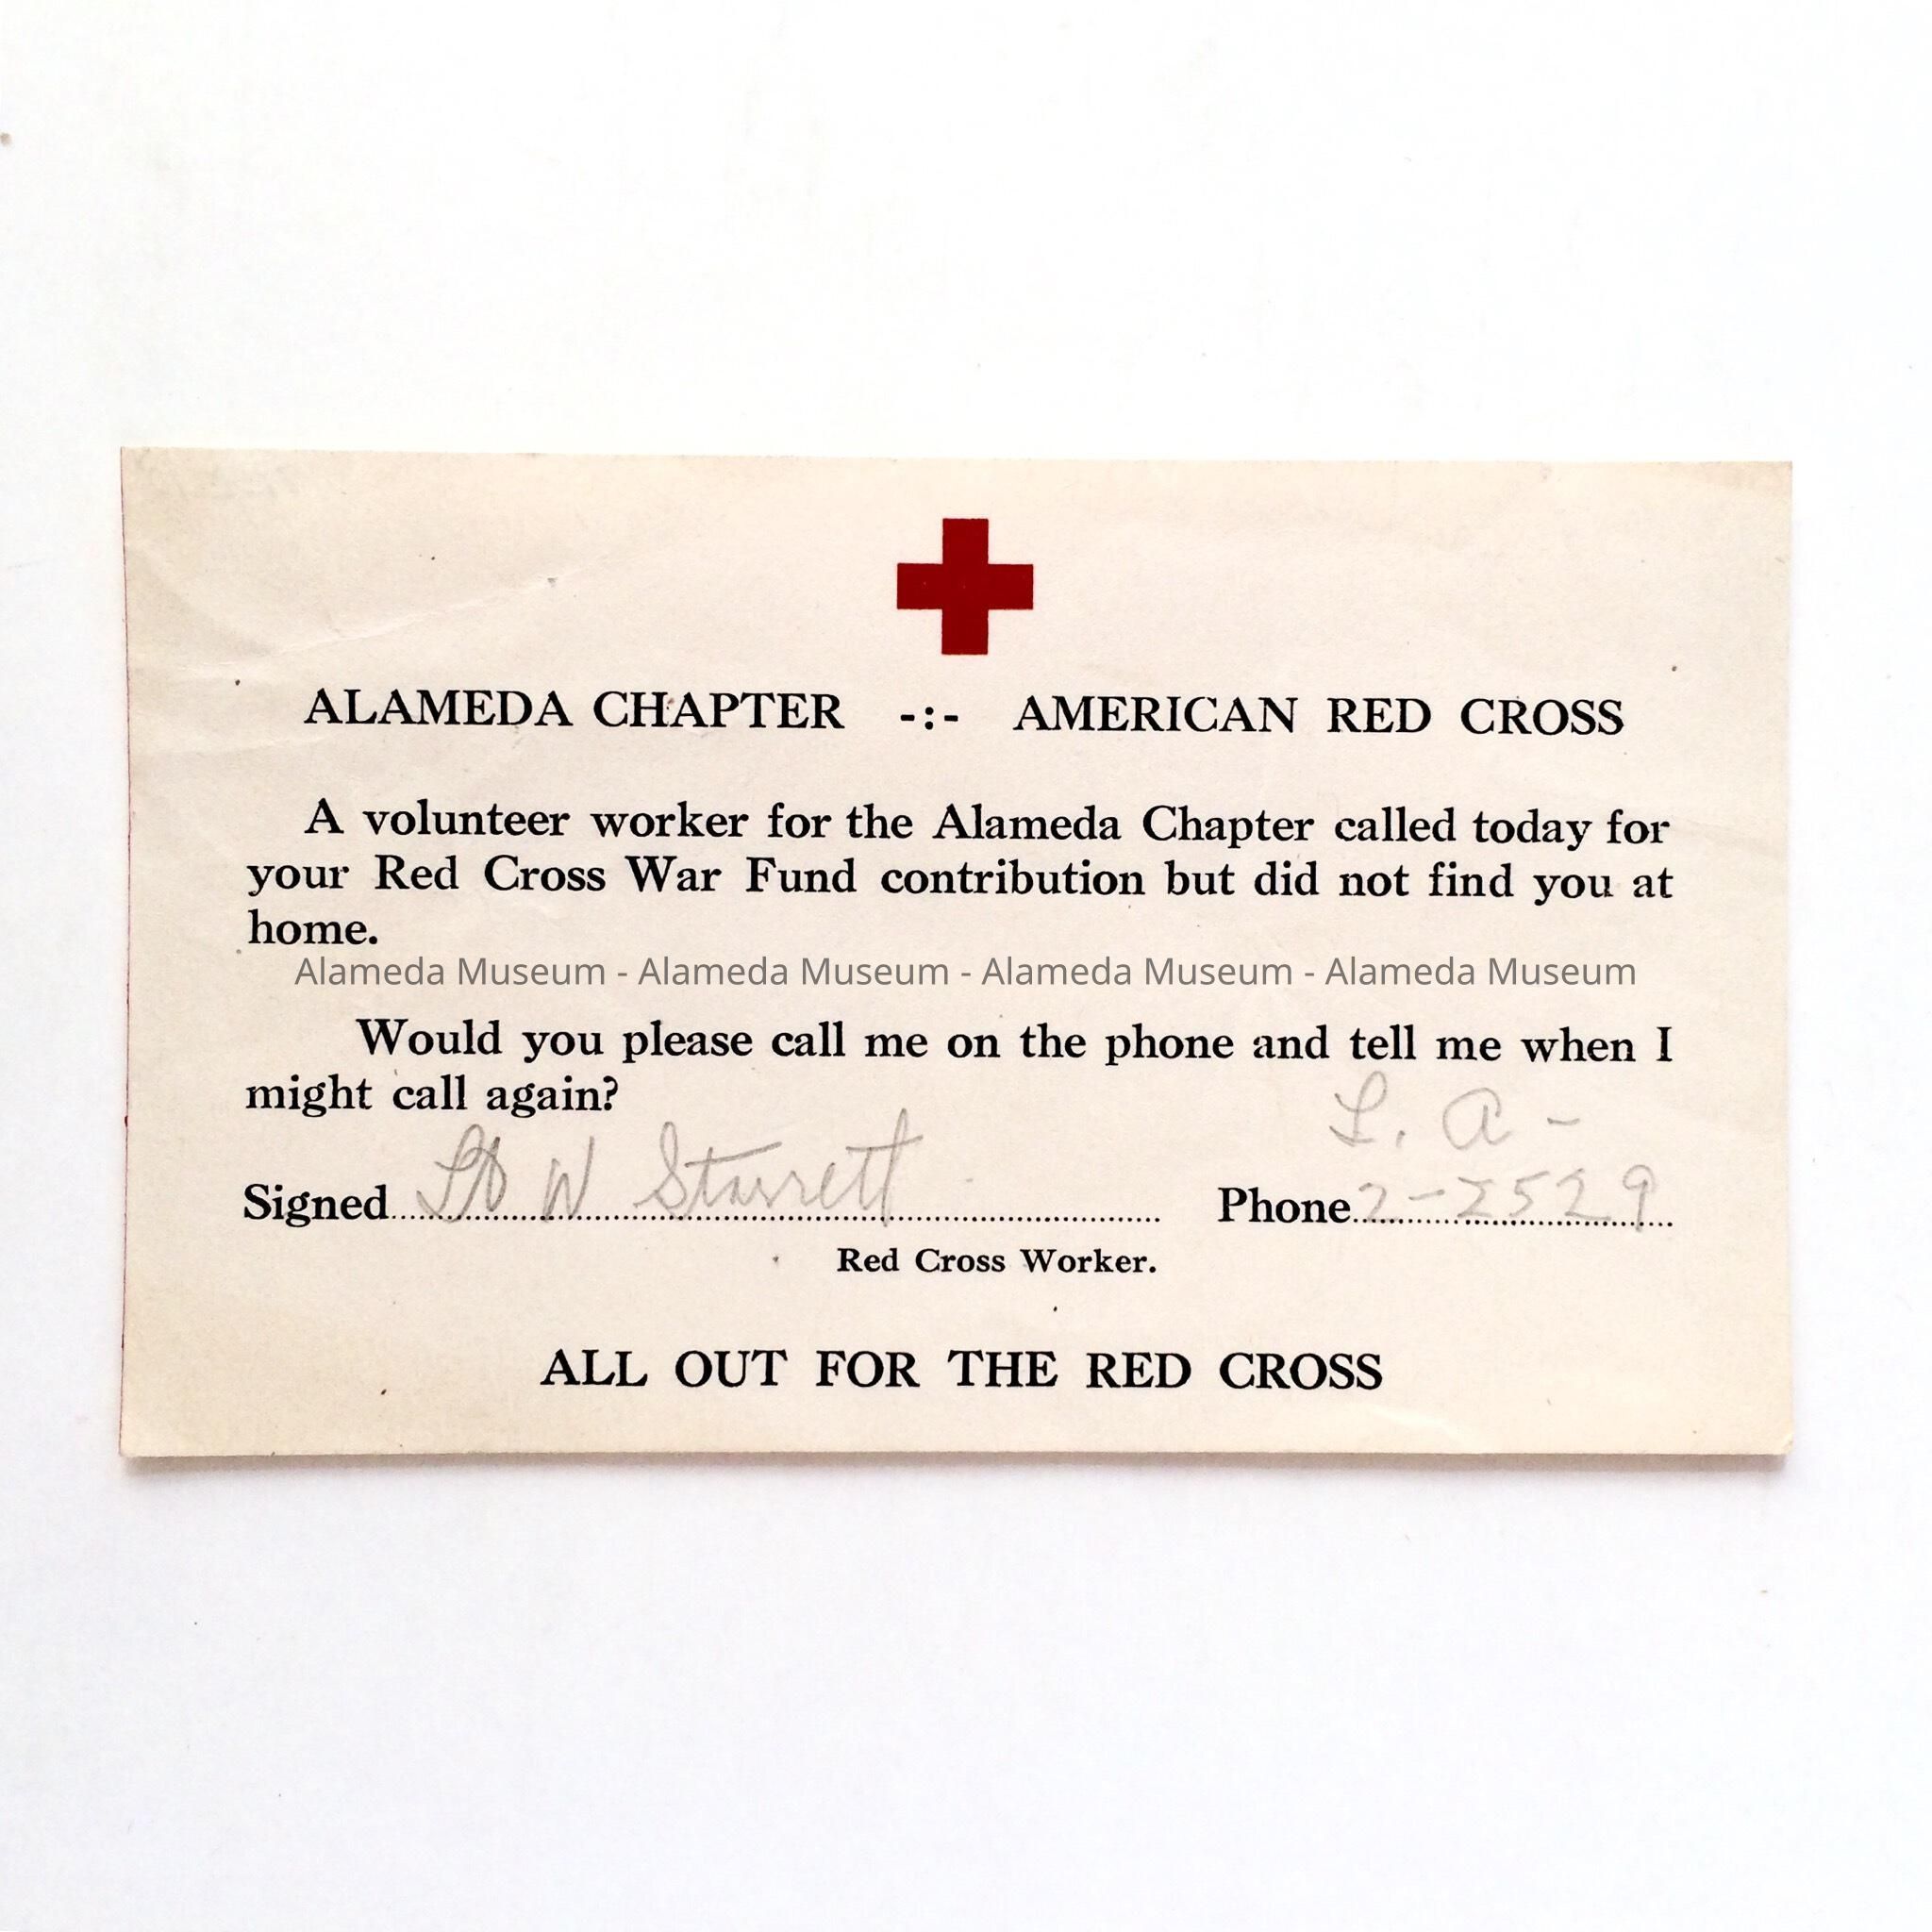 ALAMEDA CHAPTER -:- AMERICAN RED CROSS
A volunteer worker for the Alameda Chapter called today for
your Red Cross War Fund contribution but did not find you at
home.
Alameda Museum - Alameda Museum - Alameda Museum - Alameda Museum
Would you please call me on the phone and tell me when I
might call again?
L. A -
Signed W Starrett Phone 2-2529
Red Cross Worker.
ALL OUT FOR THE RED CROSS